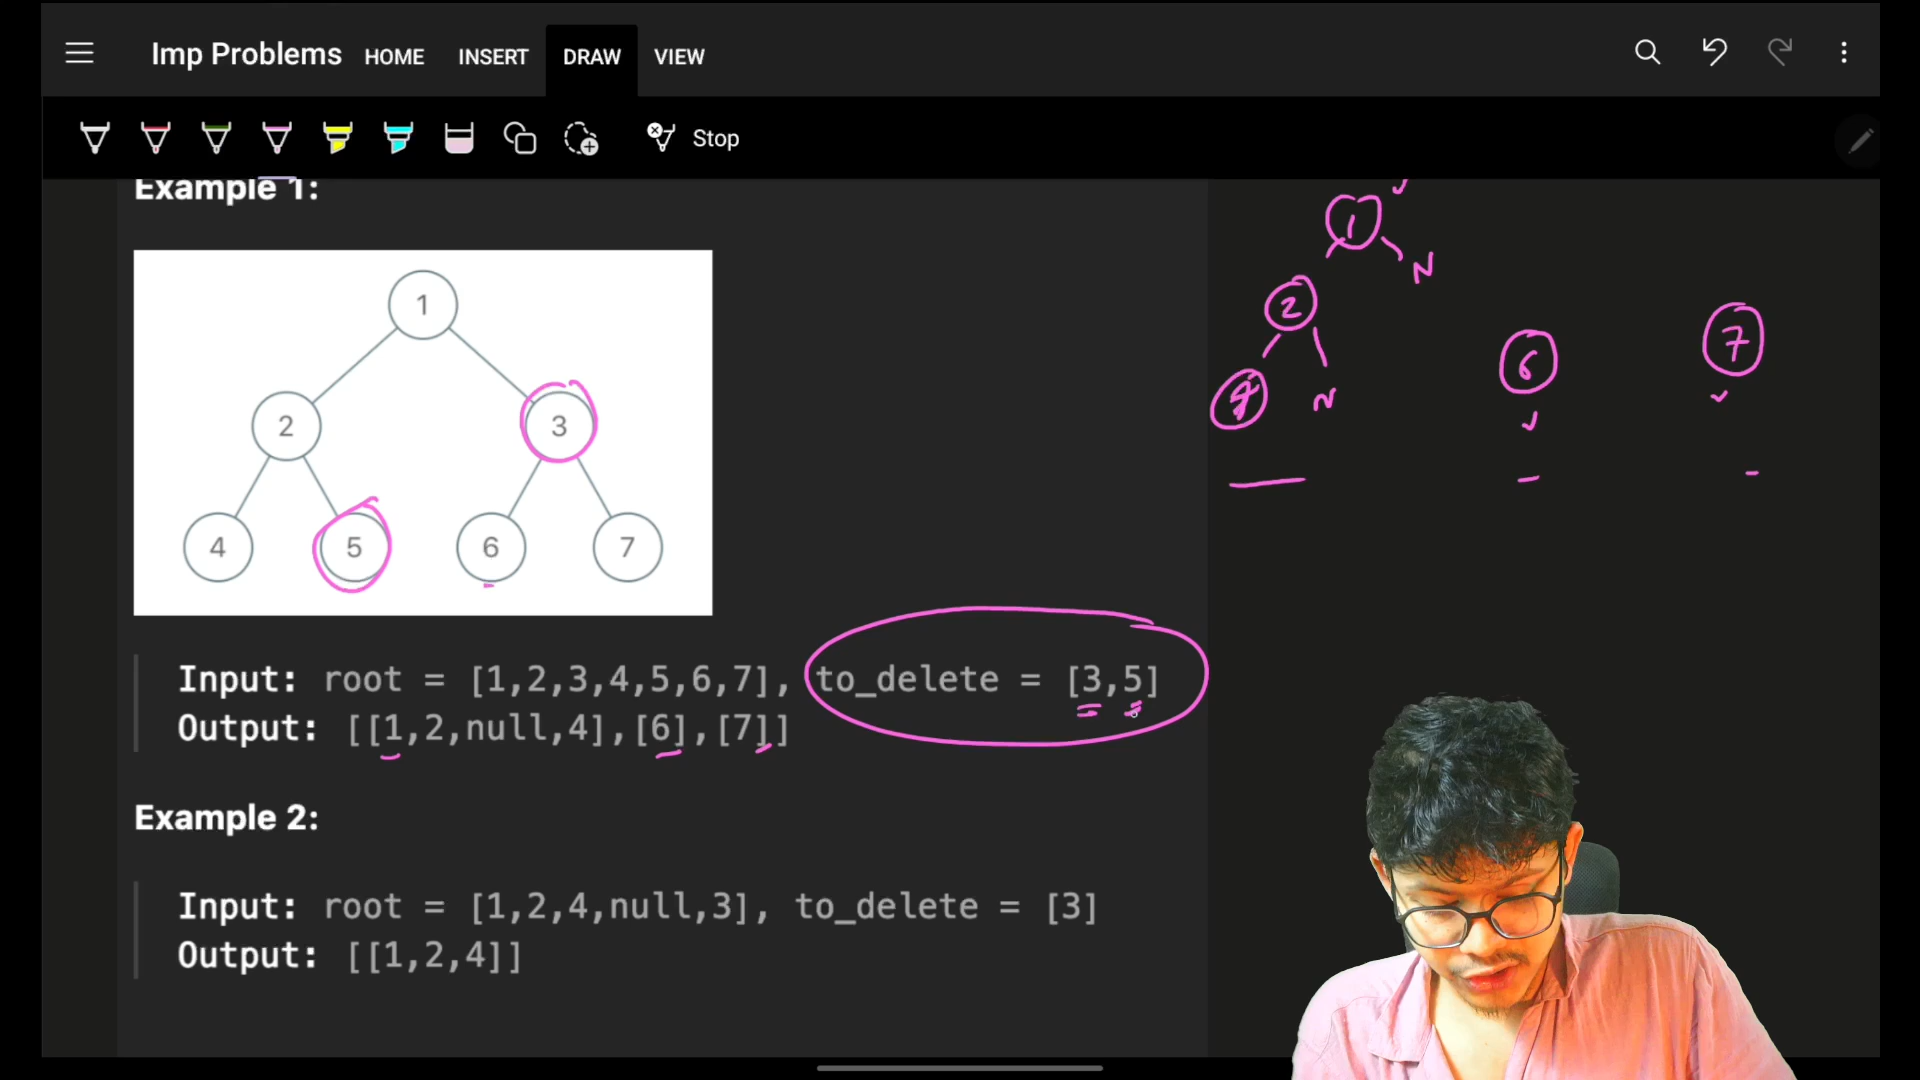 Imp Problems HOME INSERT DRAW VIEW
Stop
Example 1:
1
2 3
4 5 6 7
1
N
2
4 N
6
7
Input: root = [1,2,3,4,5,6,7], to_delete = [3,5]
Output: [[1,2,null,4],[6],[7]]
Example 2:
Input: root = [1,2,4,null,3], to_delete = [3]
Output: [[1,2,4]]